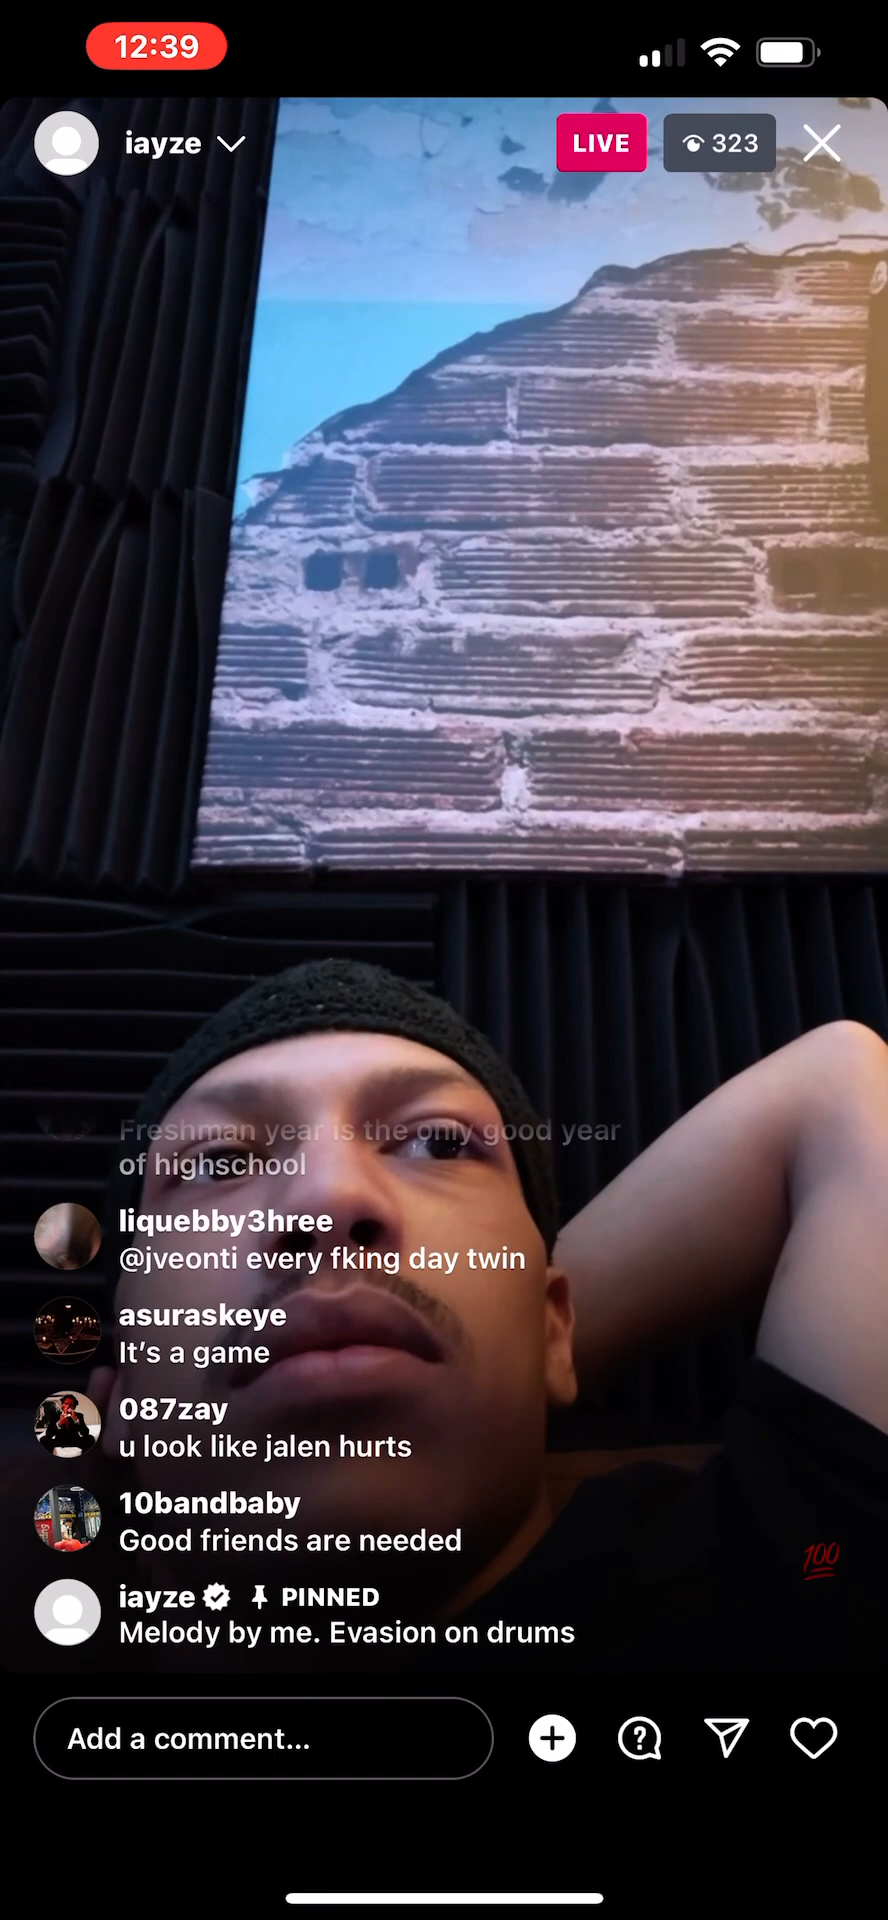 12:39
iayze
LIVE
323
Freshman year is the only good year
of highschool
liquebby3hree
@jveonti every fking day twin
asuraskeye
It's a game
087zay
u look like jalen hurts
10bandbaby
Good friends are needed
100
iayze PINNED
Melody by me. Evasion on drums
Add a comment...